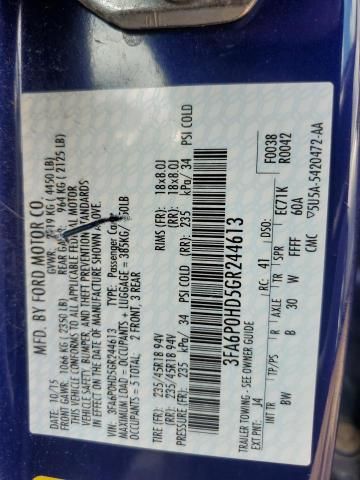 MFD. BY FORD MOTOR CO.
DATE: 10/15 GVWR: 2019 KG ( 4450 LB)
FRONT GAWR: 1066 KG ( 2350 LB) REAR GAWR: 964 KG ( 2125 LB)
THIS VEHICLE CONFORMS TO ALL APPLICABLE FEDERAL MOTOR
VEHICLE SAFETY, BUMPER AND THEFT PREVENTION STANDARDS
IN EFFECT ON THE DATE OF MANUFACTURE SHOWN ABOVE.
VIN: 3FA6P0HD5GR244613 Passenger Car
MAXIMUM LOAD = OCCUPANTS + LUGGAGE = 385KG/ 850LB
OCCUPANTS = 5 TOTAL: 2 FRONT, 3 REAR
TIRE (FR): 235/45R18 94V RIMS (FR): 18x8.0J
TIRE (RR): 235/45R18 94V RIMS (RR): 18x8.0J
PRESSURE (FR): 235 kPa/ 34 PSI COLD (RR): 235 kPa/ 34 PSI COLD
3FA6P0HD5GR244613
TRAILER TOWING - SEE OWNER GUIDE F0038
R0042
EXT PNT: J4 RC: 41 DSO:
INT TR TP/PS R AXLE TR SPR EC71K
BW B 30 W FFFF 60A
CMC 5U5A-5420472-AA